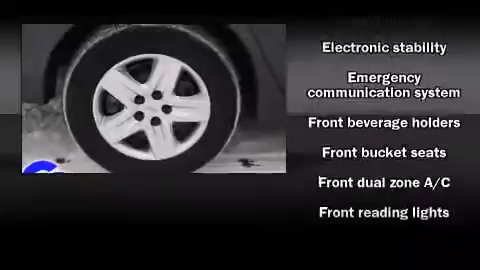 Electronic stability
Emergency
communication system
Front beverage holders
Front bucket seats
Front dual zone A/C
Front reading lights